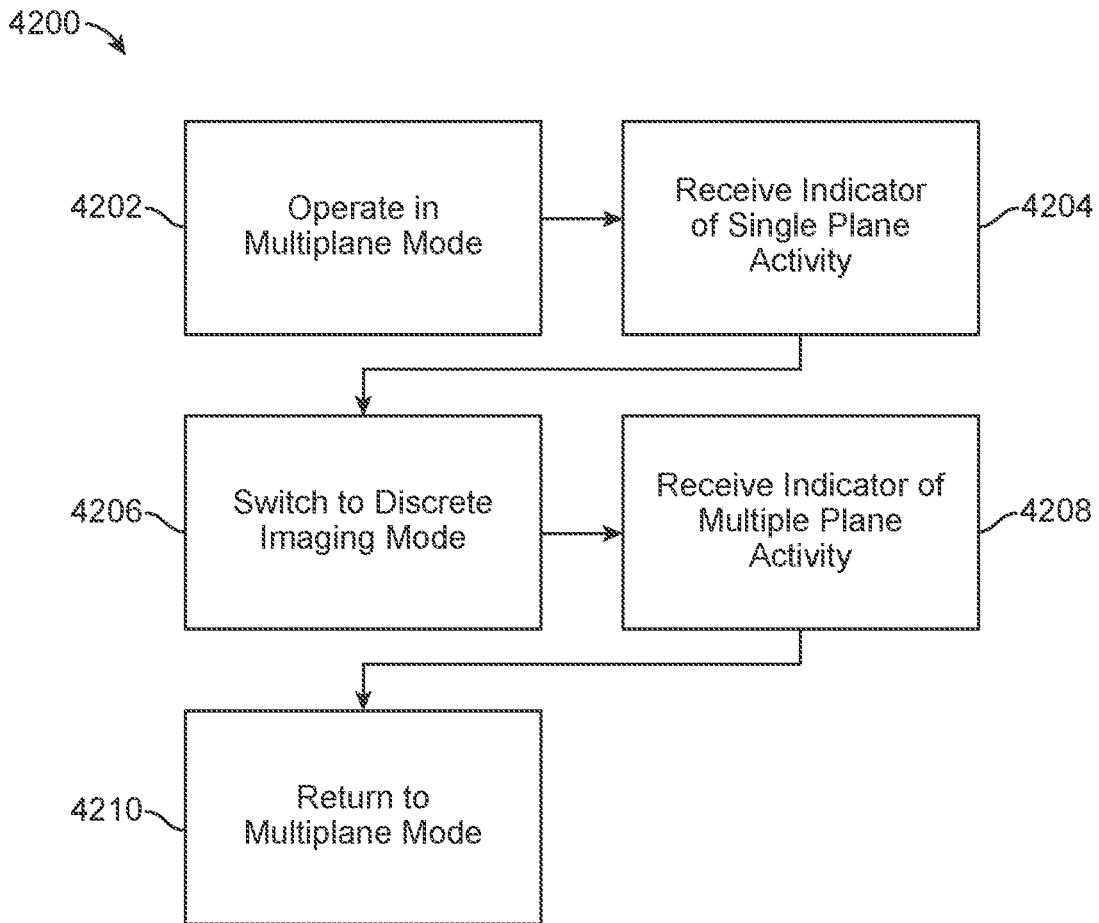 4200
4202
Operate in
Multiplane Mode
Receive Indicator
of Single Plane
Activity
4204
4206
Switch to Discrete
Imaging Mode
Receive Indicator of
Multiple Plane
Activity
4208
4210
Return to
Multiplane Mode